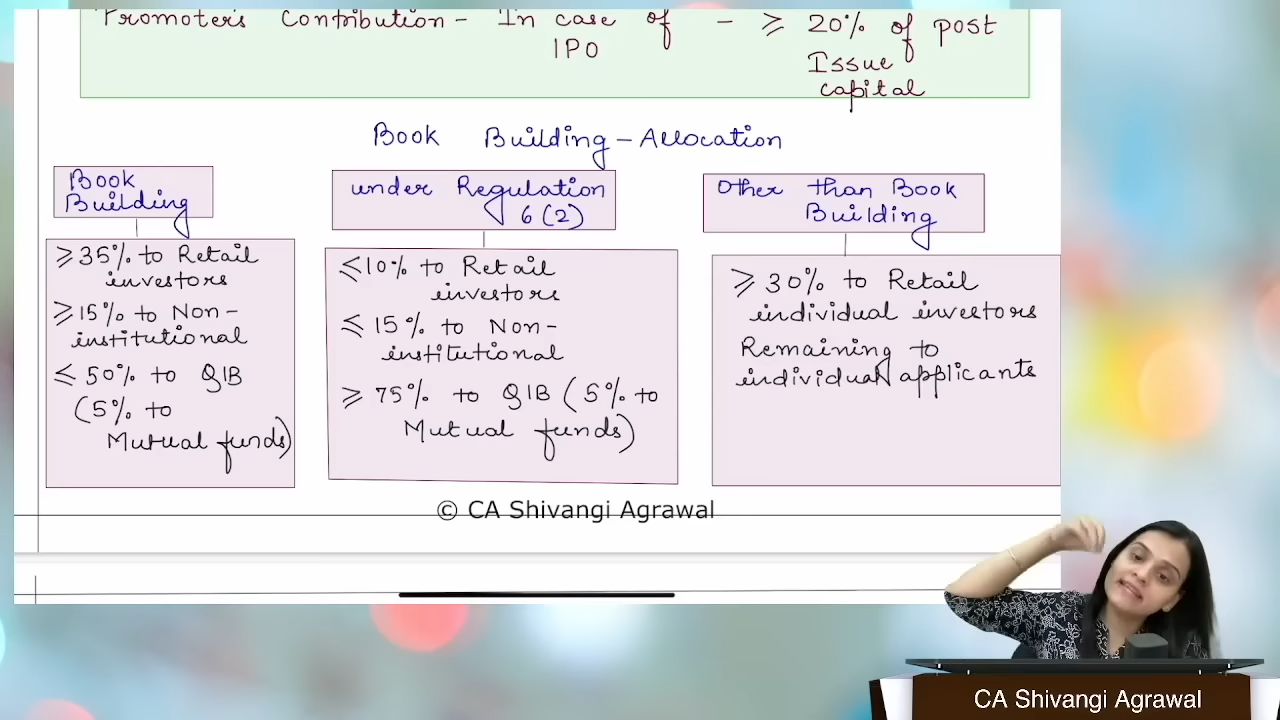 Promoter's Contribution - In case of - ≥ 20% of post
IPO
Issue
capital
Book Building - Allocation
Book
Building
≥35% to Retail
investors
≥15% to Non-
institutional
≤ 50% to QIB
(5% to
Mutual funds)
under Regulation
6(2)
≤10% to Retail
investors
≤ 15% to Non-
institutional
≥ 75% to QIB (5% to
Mutual funds)
Other than Book
Building
≥ 30% to Retail
individual investors
Remaining to
individual applicants
© CA Shivangi Agrawal
CA Shivangi Agrawal